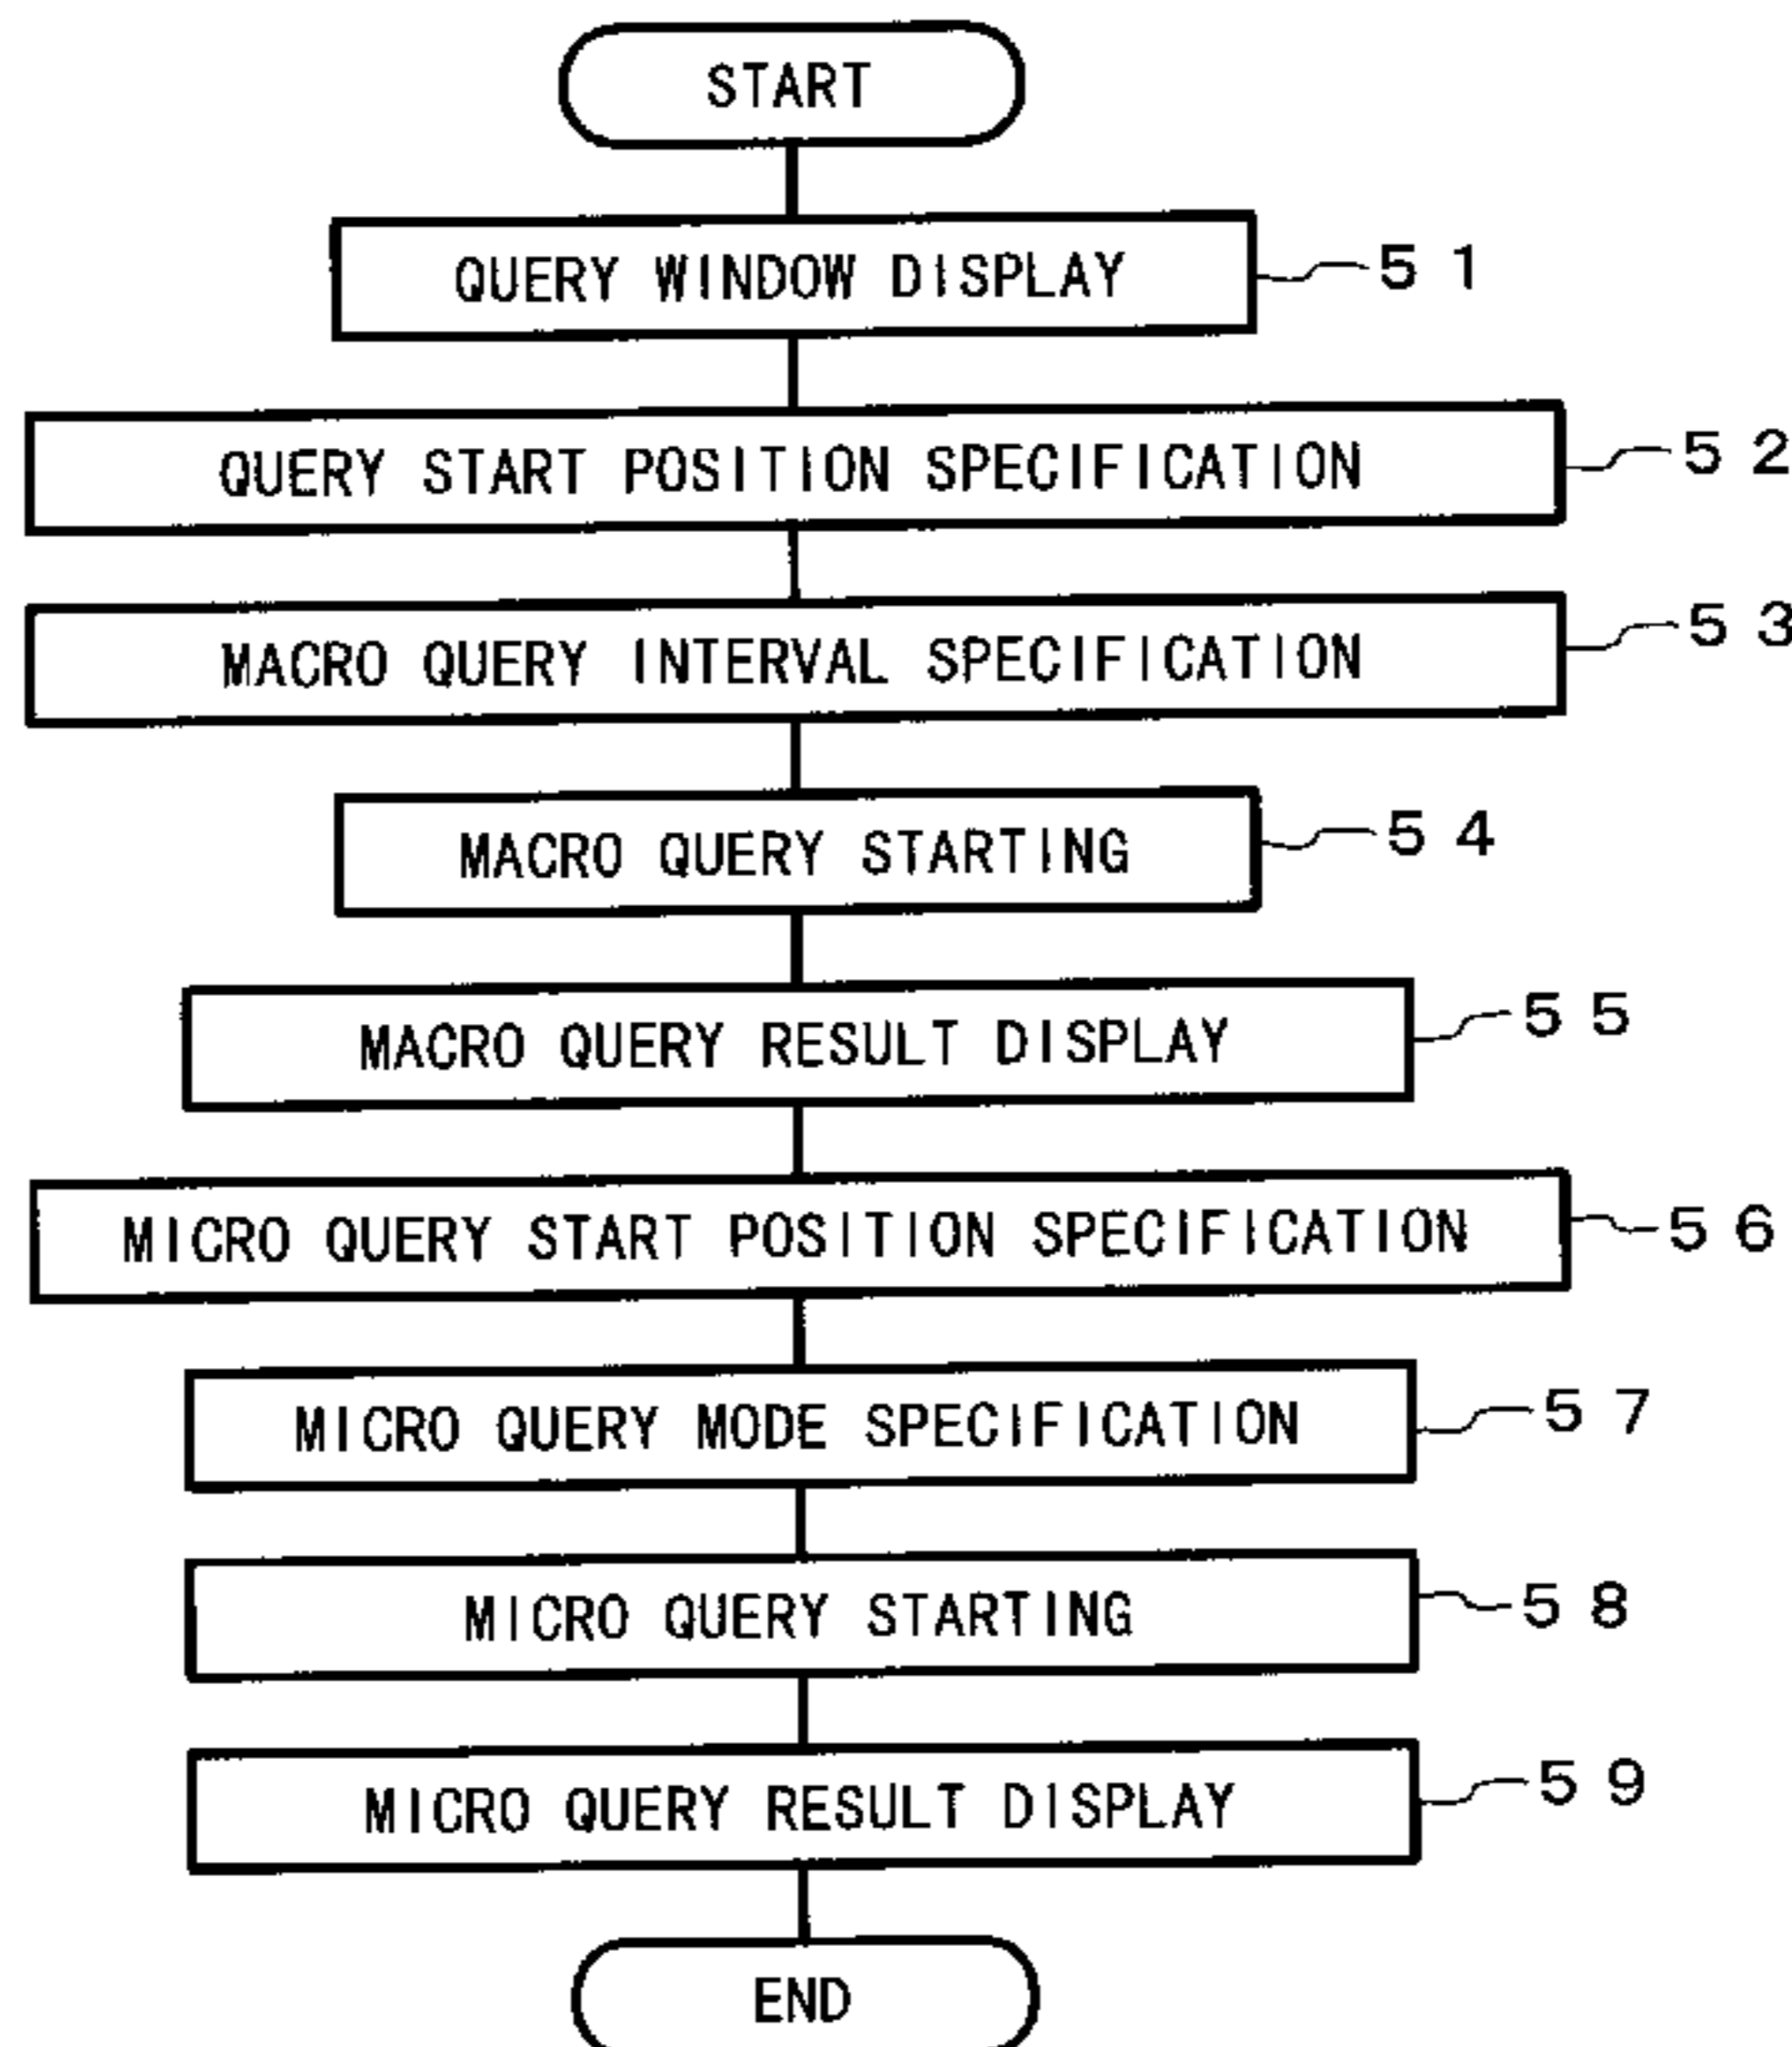 START
QUERY WINDOW DISPLAY
51
QUERY START POSITION SPECIFICATION
52
MACRO QUERY INTERVAL SPECIFICATION
53
MACRO QUERY STARTING
54
MACRO QUERY RESULT DISPLAY
55
MICRO QUERY START POSITION SPECIFICATION
56
MICRO QUERY MODE SPECIFICATION
57
MICRO QUERY STARTING
58
MICRO QUERY RESULT DISPLAY
59
END